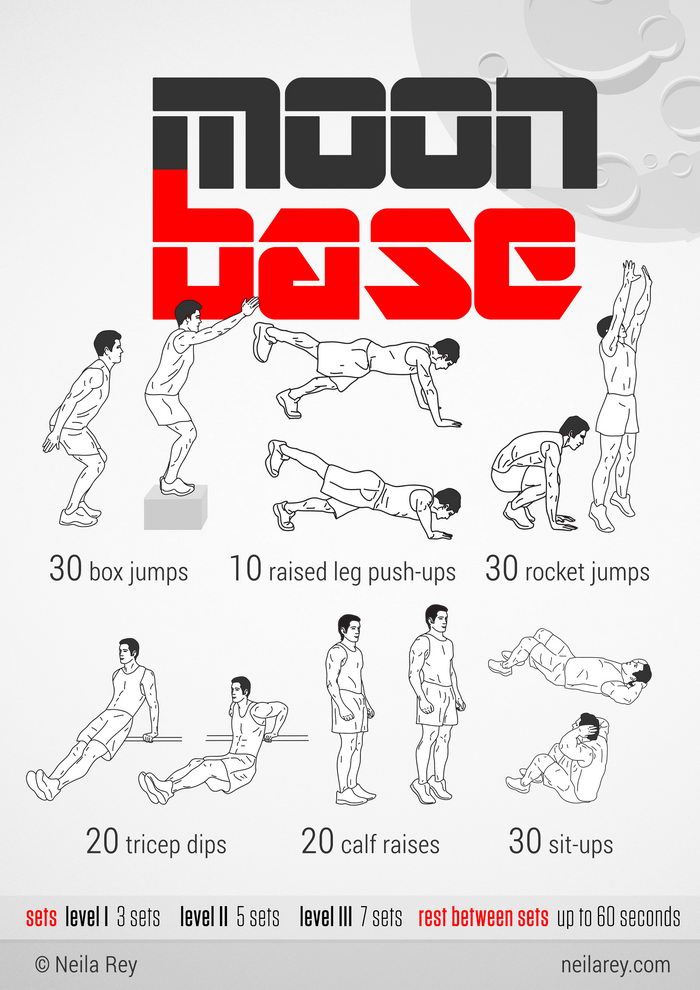 moon
base
30 box jumps
10 raised leg push-ups
30 rocket jumps
20 tricep dips
20 calf raises
30 sit-ups
sets level I 3 sets level II 5 sets level III 7 sets rest between sets up to 60 seconds
© Neila Rey
neilarey.com